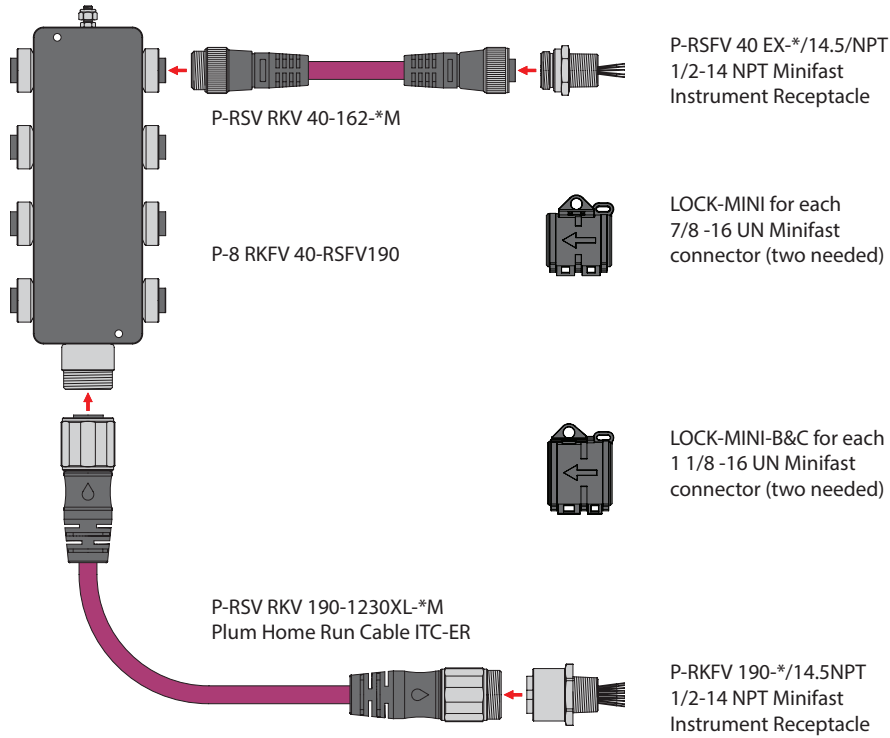 P-RSFV 40 EX-*/14.5/NPT
1/2-14 NPT Minifast
Instrument Receptacle
P-RSV RKV 40-162-*M
LOCK-MINI for each
7/8 -16 UN Minifast
connector (two needed)
P-8 RKFV 40-RSFV190
LOCK-MINI-B&C for each
1 1/8 -16 UN Minifast
connector (two needed)
P-RSV RKV 190-1230XL-*M
Plum Home Run Cable ITC-ER
P-RKFV 190-*/14.5NPT
1/2-14 NPT Minifast
Instrument Receptacle